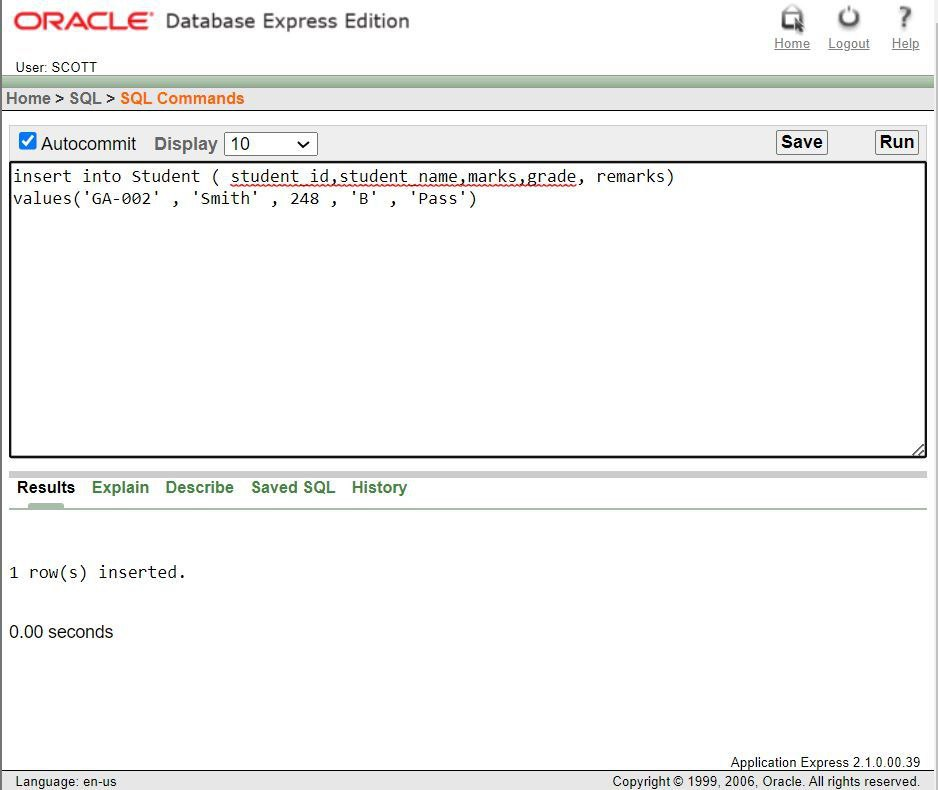 ORACLE® Database Express Edition
Home Logout Help
User: SCOTT
Home > SQL > SQL Commands
Autocommit Display 10 Save Run
insert into Student ( student_id,student_name,marks,grade, remarks)
values('GA-002' , 'Smith' , 248 , 'B' , 'Pass')
Results Explain Describe Saved SQL History
1 row(s) inserted.
0.00 seconds
Application Express 2.1.0.00.39
Language: en-us Copyright © 1999, 2006, Oracle. All rights reserved.